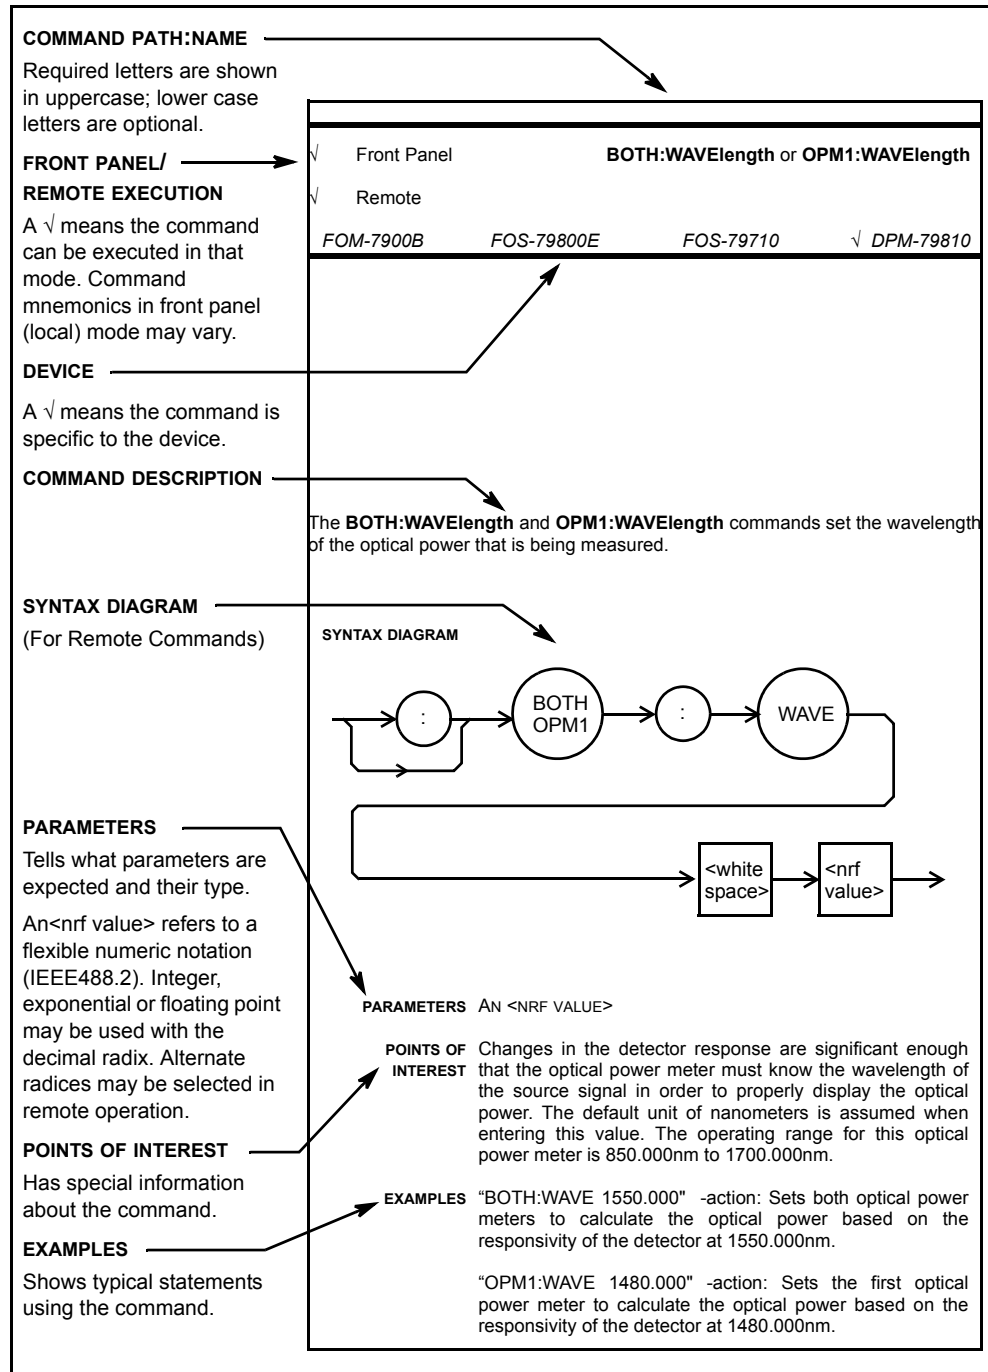 COMMAND PATH:NAME
Required letters are shown
in uppercase; lower case
letters are optional.
FRONT PANEL/
REMOTE EXECUTION
A √ means the command
can be executed in that
mode. Command
mnemonics in front panel
(local) mode may vary.
DEVICE
A √ means the command is
specific to the device.
COMMAND DESCRIPTION
SYNTAX DIAGRAM
(For Remote Commands)
PARAMETERS
Tells what parameters are
expected and their type.
An<nrf value> refers to a
flexible numeric notation
(IEEE488.2). Integer,
exponential or floating point
may be used with the
decimal radix. Alternate
radices may be selected in
remote operation.
POINTS OF INTEREST
Has special information
about the command.
EXAMPLES
Shows typical statements
using the command.
√ Front Panel BOTH:WAVElength or OPM1:WAVElength
√ Remote
FOM-7900B FOS-79800E FOS-79710 √ DPM-79810
The BOTH:WAVElength and OPM1:WAVElength commands set the wavelength
of the optical power that is being measured.
SYNTAX DIAGRAM
: BOTH : WAVE
OPM1
<white <nrf
space> value>
PARAMETERS AN <NRF VALUE>
POINTS OF Changes in the detector response are significant enough
INTEREST that the optical power meter must know the wavelength of
the source signal in order to properly display the optical
power. The default unit of nanometers is assumed when
entering this value. The operating range for this optical
power meter is 850.000nm to 1700.000nm.
EXAMPLES “BOTH:WAVE 1550.000" -action: Sets both optical power
meters to calculate the optical power based on the
responsivity of the detector at 1550.000nm.
“OPM1:WAVE 1480.000" -action: Sets the first optical
power meter to calculate the optical power based on the
responsivity of the detector at 1480.000nm.